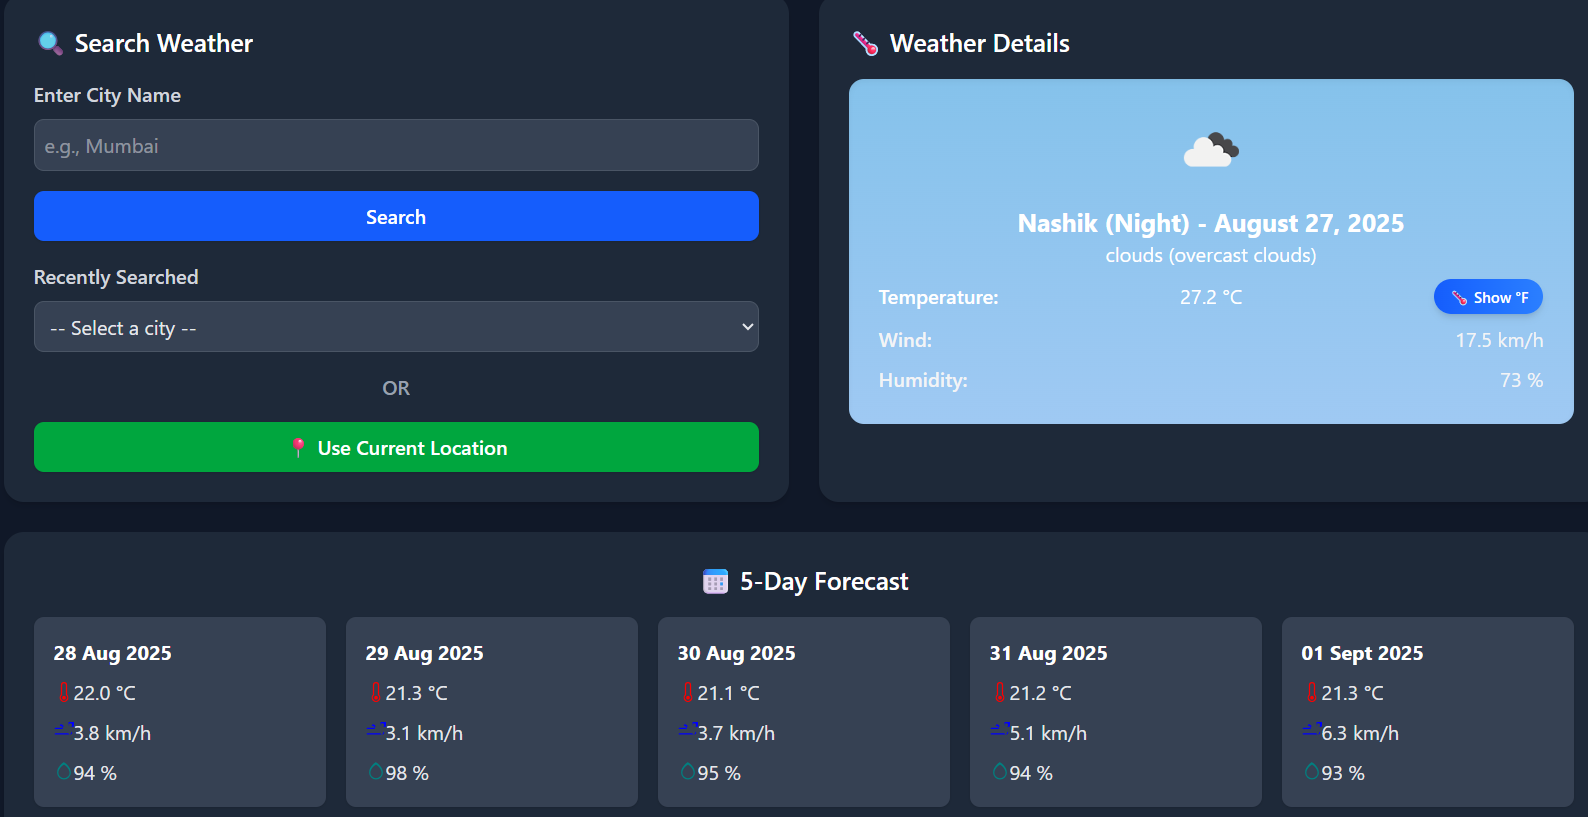 Search Weather
Enter City Name
e.g., Mumbai
Search
Recently Searched
-- Select a city --
OR
Use Current Location
Weather Details
Nashik (Night) - August 27, 2025
clouds (overcast clouds)
Temperature: 27.2 °C Show °F
Wind: 17.5 km/h
Humidity: 73 %
5-Day Forecast
28 Aug 2025
22.0 °C
3.8 km/h
94 %
29 Aug 2025
21.3 °C
3.1 km/h
98 %
30 Aug 2025
21.1 °C
3.7 km/h
95 %
31 Aug 2025
21.2 °C
5.1 km/h
94 %
01 Sept 2025
21.3 °C
6.3 km/h
93 %